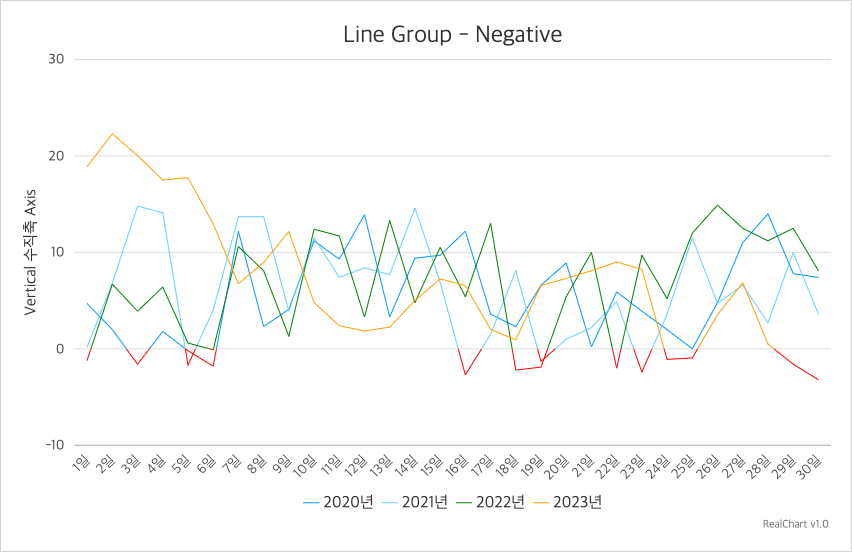 Line Group - Negative
Vertical 수직축 Axis
30
20
10
0
-10
1일 2일 3일 4일 5일 6일 7일 8일 9일 10일 11일 12일 13일 14일 15일 16일 17일 18일 19일 20일 21일 22일 23일 24일 25일 26일 27일 28일 29일 30일
2020년 2021년 2022년 2023년
RealChart v1.0